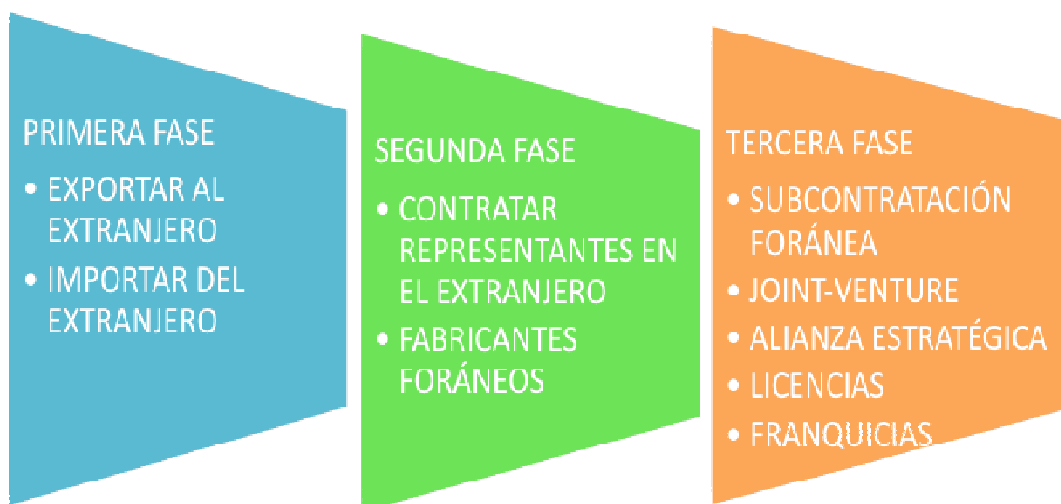 PRIMERA FASE
• EXPORTAR AL
EXTRANJERO
• IMPORTAR DEL
EXTRANJERO
SEGUNDA FASE
• CONTRATAR
REPRESENTANTES EN
EL EXTRANJERO
• FABRICANTES
FORÁNEOS
TERCERA FASE
• SUBCONTRATACIÓN
FORÁNEA
• JOINT-VENTURE
• ALIANZA ESTRATÉGICA
• LICENCIAS
• FRANQUICIAS